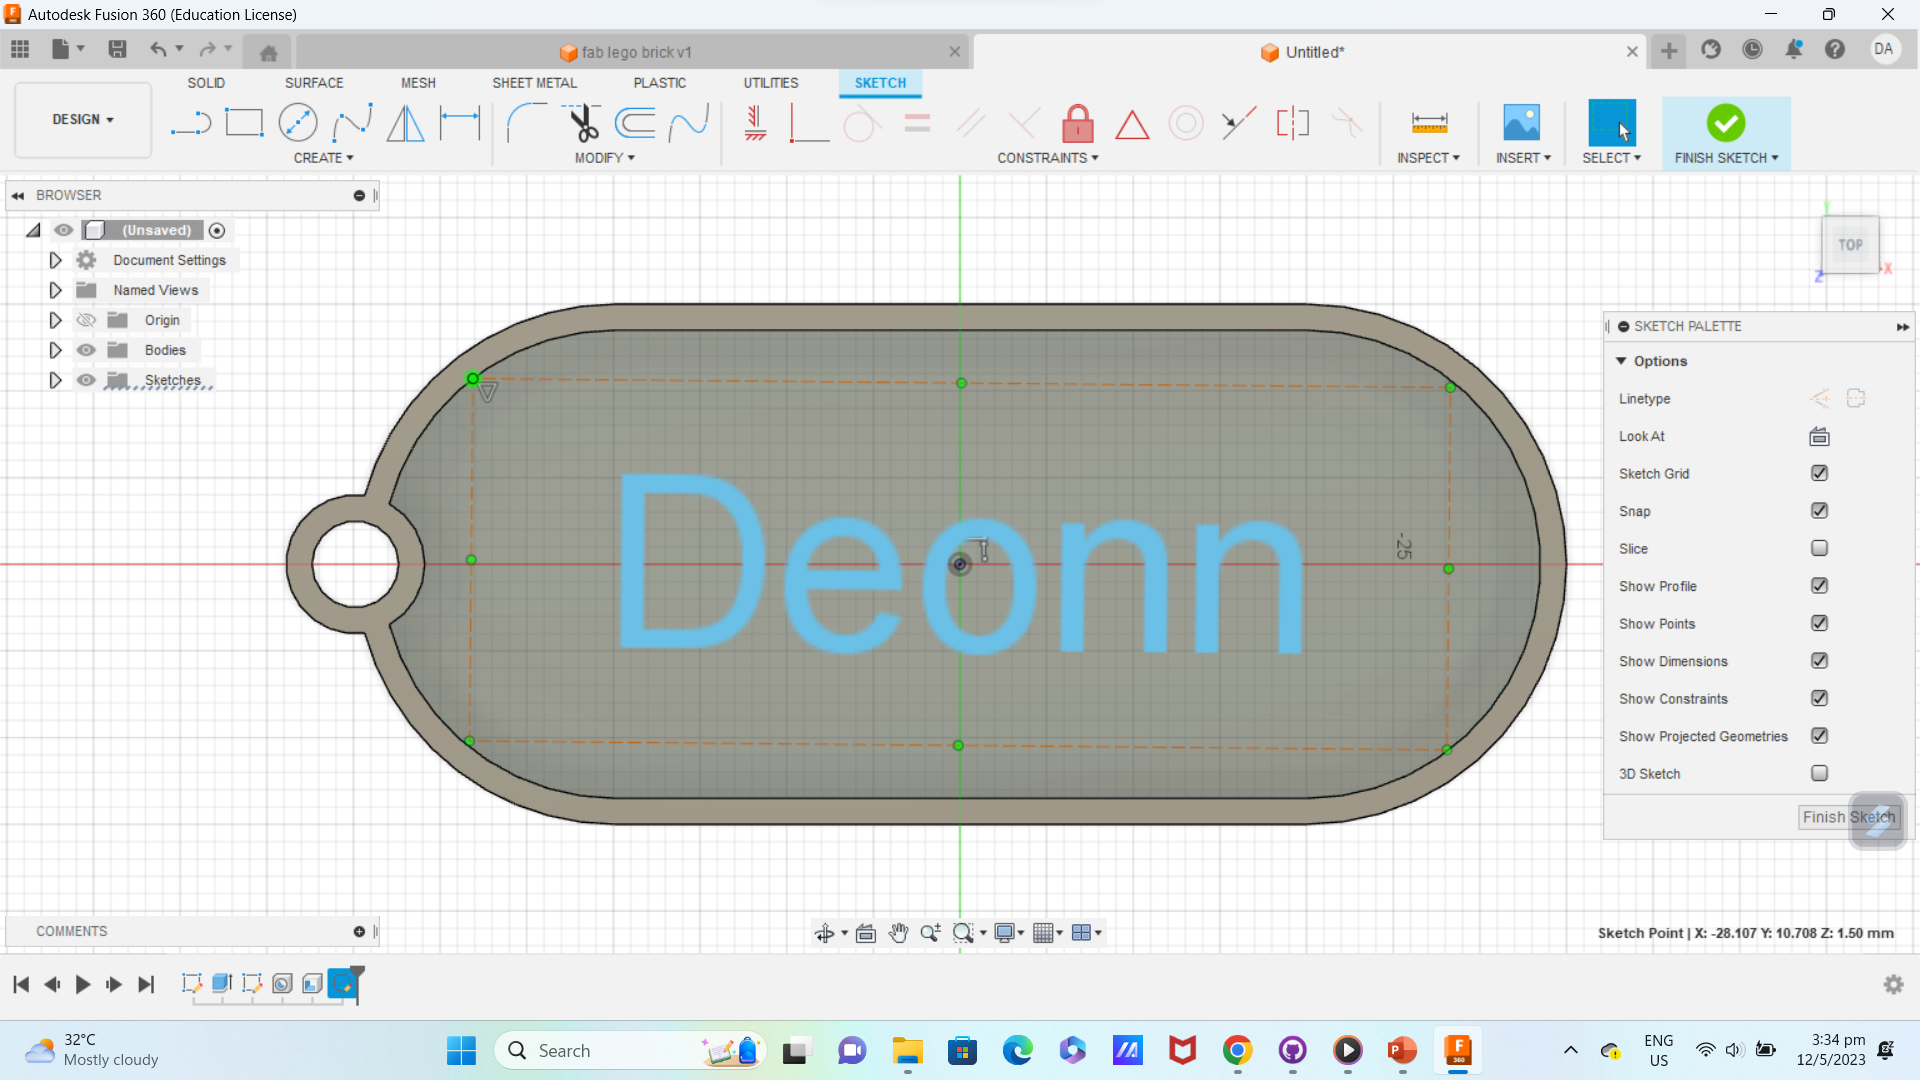 Autodesk Fusion 360 (Education License)
fab lego brick v1
Untitled*
DA
DESIGN
SOLID
SURFACE
MESH
SHEET METAL
PLASTIC
UTILITIES
SKETCH
CREATE
MODIFY
CONSTRAINTS
INSPECT
INSERT
SELECT
FINISH SKETCH
BROWSER
(Unsaved)
Document Settings
Named Views
Origin
Bodies
Sketches
Y
TOP
X
Z
Deonn
-25
SKETCH PALETTE
Options
Linetype
Look At
Sketch Grid
Snap
Slice
Show Profile
Show Points
Show Dimensions
Show Constraints
Show Projected Geometries
3D Sketch
Finish Sketch
COMMENTS
Sketch Point | X: -28.107 Y: 10.708 Z: 1.50 mm
32°C
Mostly cloudy
Search
F
360
ENG
US
3:34 pm
12/5/2023